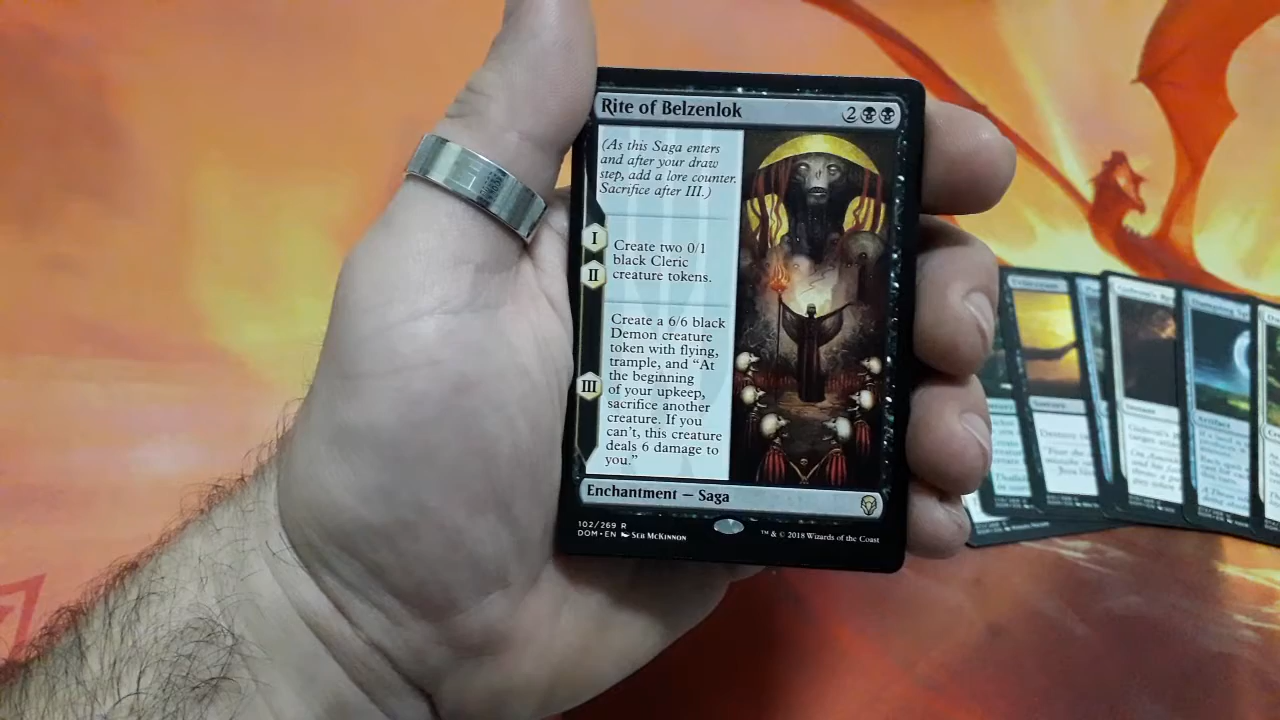 Rite of Belzenlok 2
(As this Saga enters
and after your draw
step, add a lore counter.
Sacrifice after III.)
I
II
Create two 0/1
black Cleric
creature tokens.
III
Create a 6/6 black
Demon creature
token with flying,
trample, and “At
the beginning
of your upkeep,
sacrifice another
creature. If you
can’t, this creature
deals 6 damage to
you.”
Enchantment — Saga
102/269 R
DOM • EN Seb McKinnon
™ & © 2018 Wizards of the Coast
Instant
Artifact